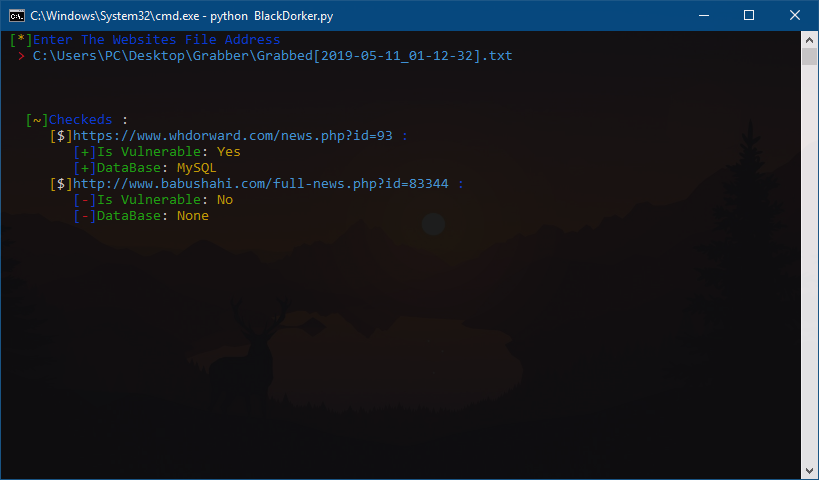 C:\Windows\System32\cmd.exe - python  BlackDorker.py
[*]Enter The Websites File Address
> C:\Users\PC\Desktop\Grabber\Grabbed[2019-05-11_01-12-32].txt
[~]Checkeds :
[$]https://www.whdorward.com/news.php?id=93 :
[+]Is Vulnerable: Yes
[+]DataBase: MySQL
[$]http://www.babushahi.com/full-news.php?id=83344 :
[-]Is Vulnerable: No
[-]DataBase: None